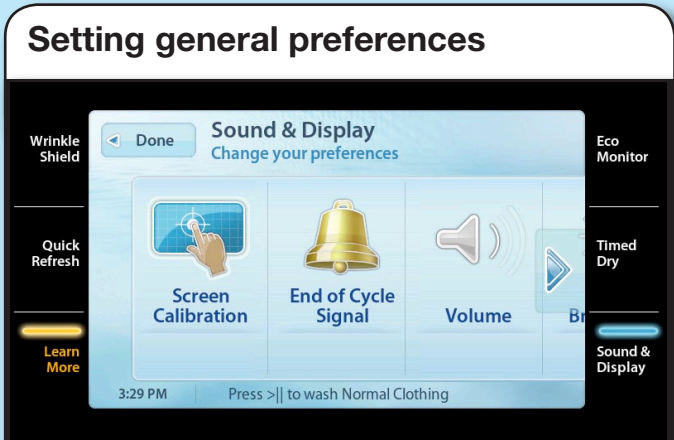 Setting general preferences
Wrinkle
Shield
Quick
Refresh
Learn
More
Done
Sound & Display
Change your preferences
Screen
Calibration
End of Cycle
Signal
Volume
Br
3:29 PM
Press >|| to wash Normal Clothing
Eco
Monitor
Timed
Dry
Sound &
Display